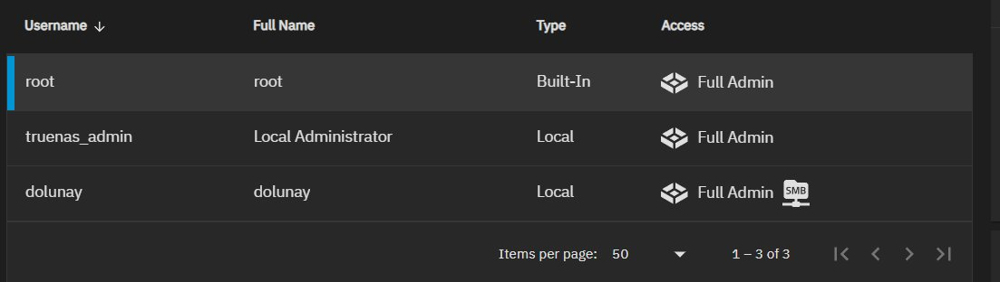 Username Full Name Type Access
root root Built-In Full Admin
truenas_admin Local Administrator Local Full Admin
dolunay dolunay Local Full Admin SMB
Items per page: 50 1 – 3 of 3